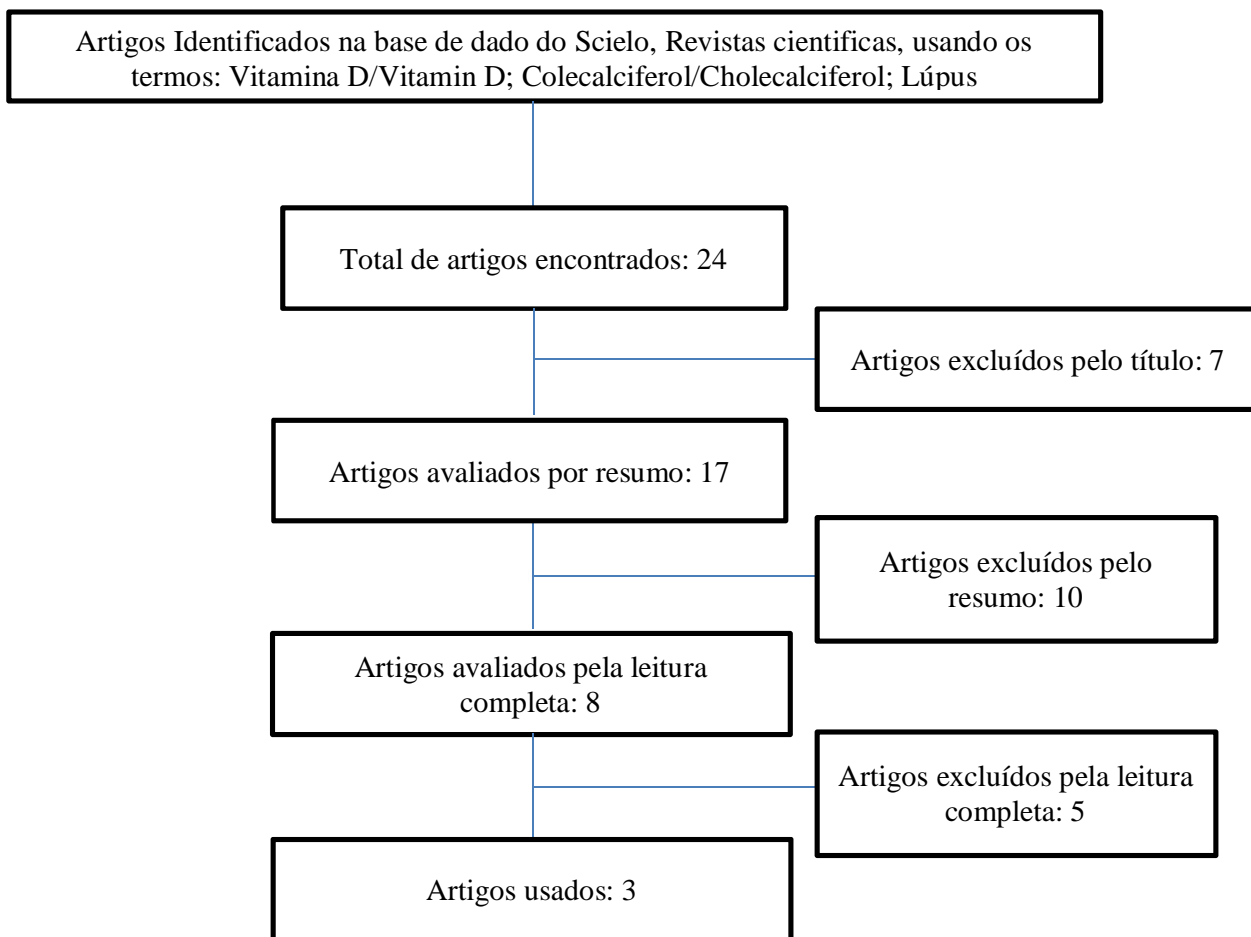 Artigos Identificados na base de dado do Scielo, Revistas cientificas, usando os
termos: Vitamina D/Vitamin D; Colecalciferol/Cholecalciferol; Lúpus
Total de artigos encontrados: 24
Artigos excluídos pelo título: 7
Artigos avaliados por resumo: 17
Artigos excluídos pelo
resumo: 10
Artigos avaliados pela leitura
completa: 8
Artigos excluídos pela leitura
completa: 5
Artigos usados: 3